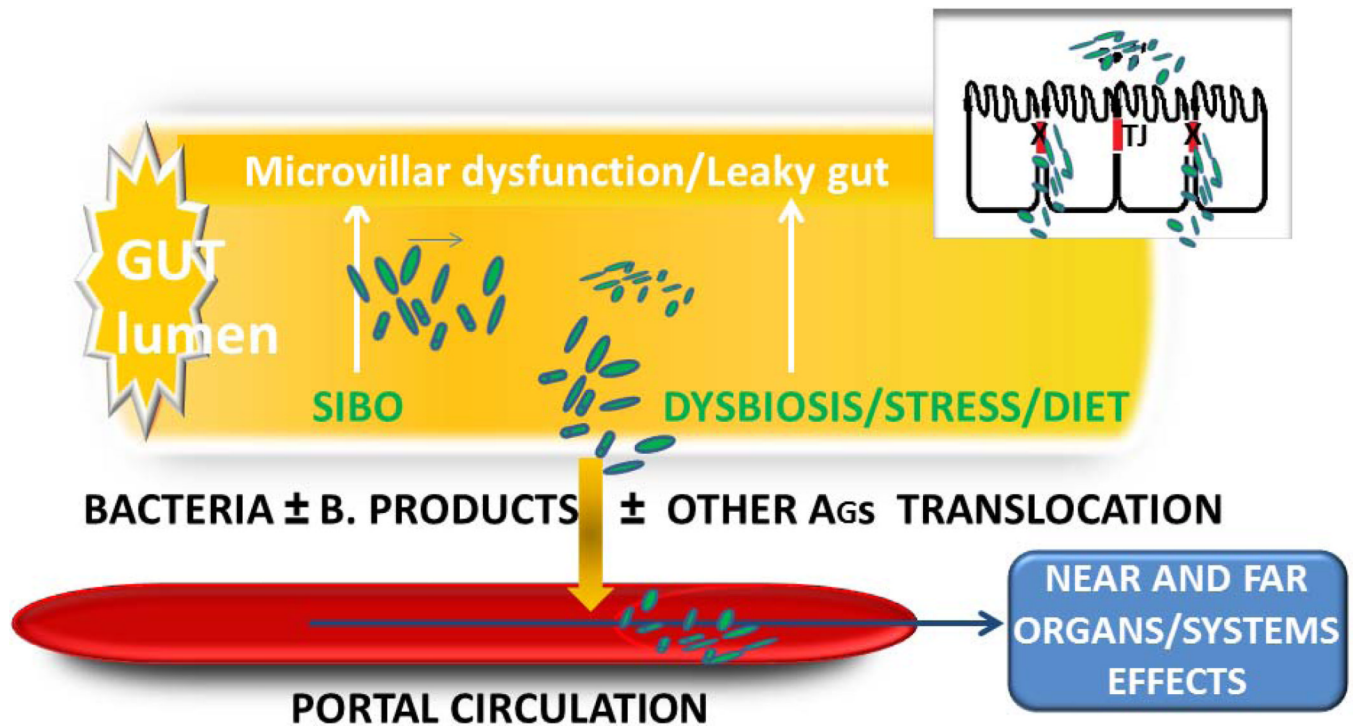 X TJ X
Microvillar dysfunction/Leaky gut
GUT
lumen
SIBO
DYSBIOSIS/STRESS/DIET
BACTERIA ± B. PRODUCTS ± OTHER AGs TRANSLOCATION
NEAR AND FAR
ORGANS/SYSTEMS
EFFECTS
PORTAL CIRCULATION